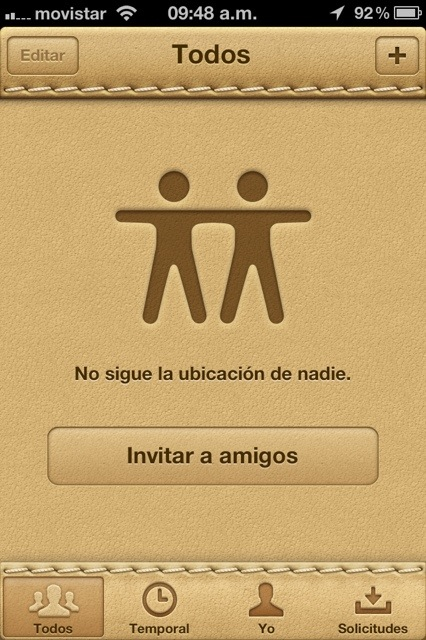 movistar 09:48 a.m. 92 %
Editar Todos +
No sigue la ubicación de nadie.
Invitar a amigos
Todos Temporal Yo Solicitudes